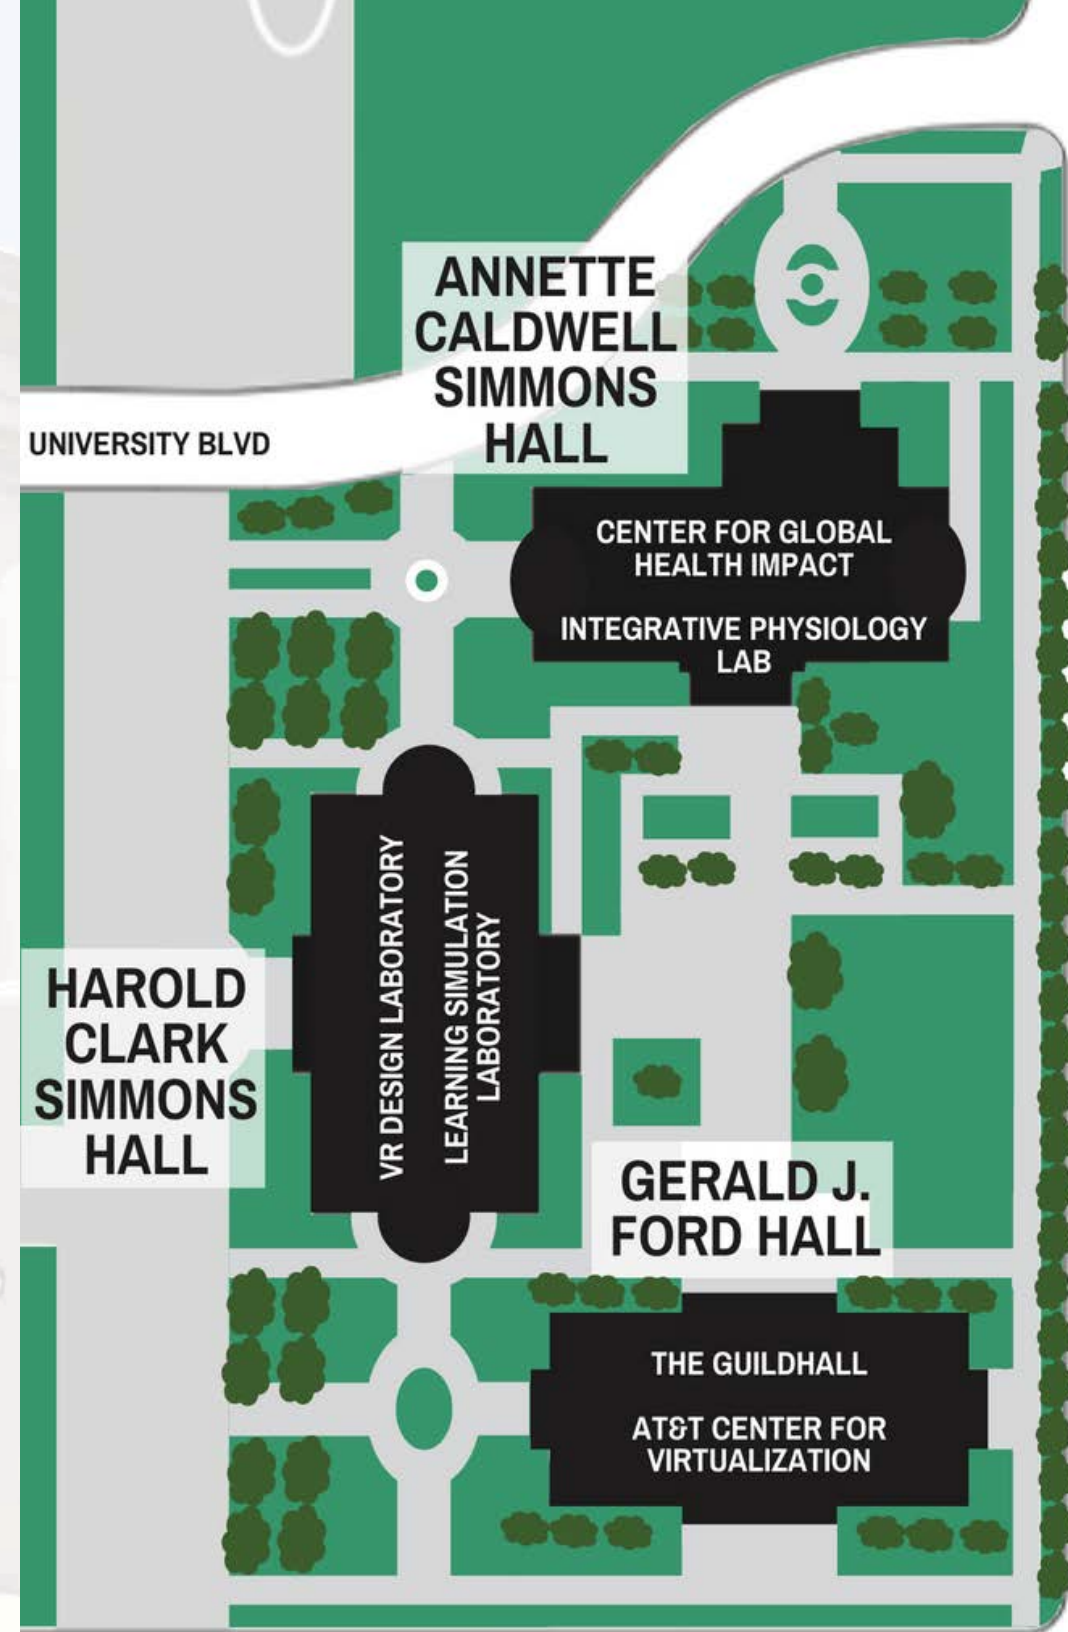 ANNETTE
CALDWELL
SIMMONS
HALL
UNIVERSITY BLVD
CENTER FOR GLOBAL
HEALTH IMPACT
INTEGRATIVE PHYSIOLOGY
LAB
VR DESIGN LABORATORY
LEARNING SIMULATION
LABORATORY
HAROLD
CLARK
SIMMONS
HALL
GERALD J.
FORD HALL
THE GUILDHALL
AT&T CENTER FOR
VIRTUALIZATION